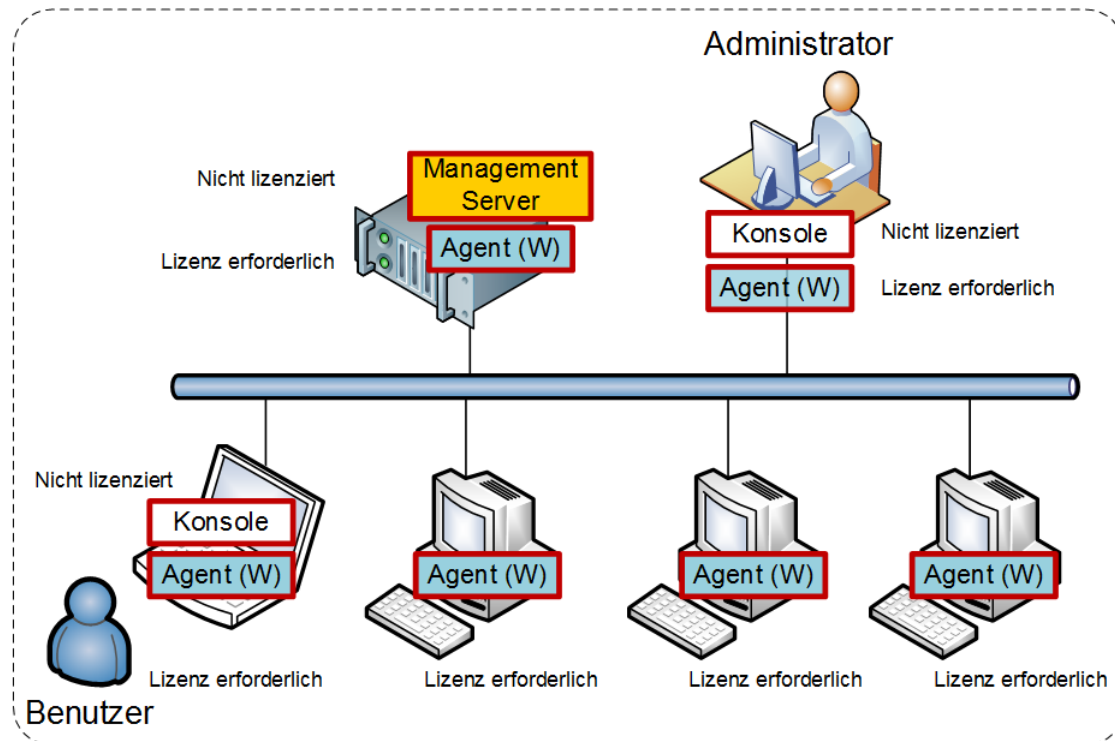 Administrator
Nicht lizenziert
Management
Server
Lizenz erforderlich
Agent (W)
Konsole
Nicht lizenziert
Agent (W)
Lizenz erforderlich
Nicht lizenziert
Konsole
Agent (W)
Agent (W)
Agent (W)
Agent (W)
Lizenz erforderlich
Lizenz erforderlich
Lizenz erforderlich
Lizenz erforderlich
Benutzer